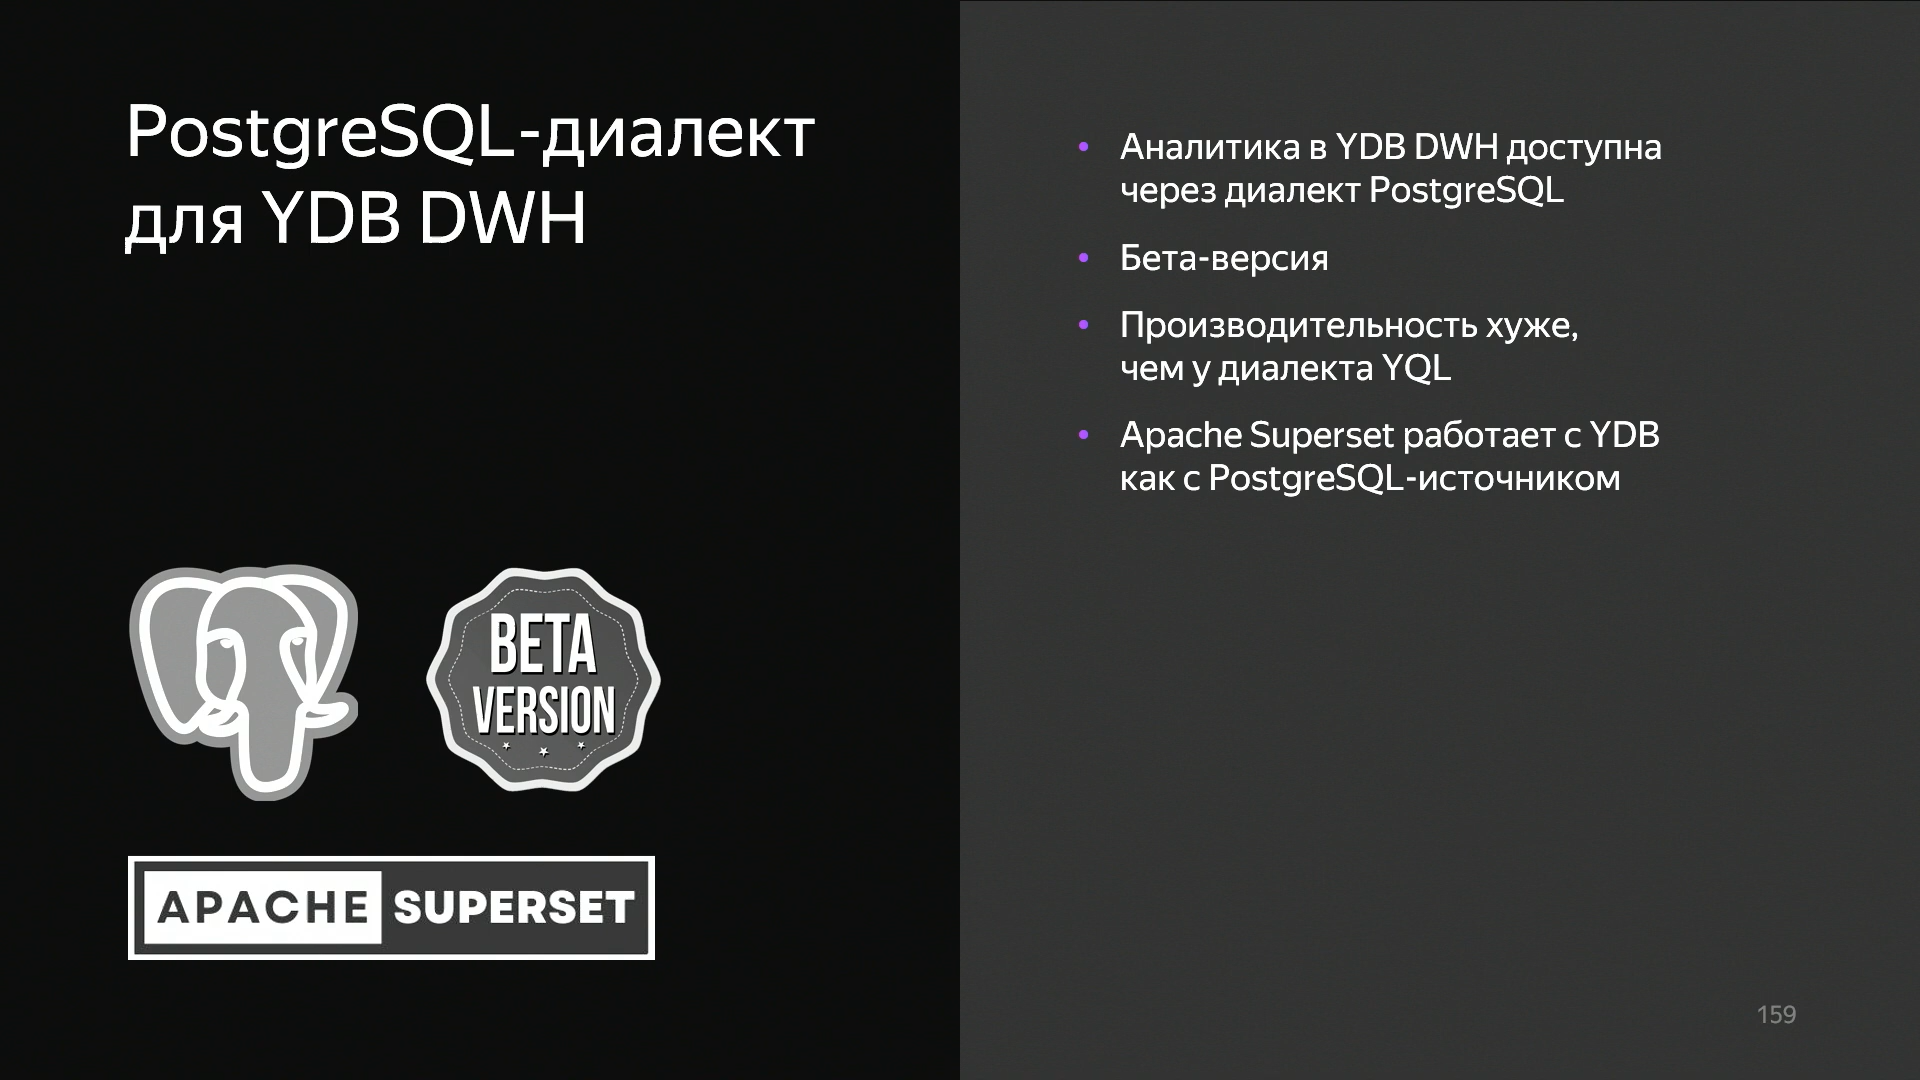 PostgreSQL-диалект
для YDB DWH
• Аналитика в YDB DWH доступна
через диалект PostgreSQL
• Бета-версия
• Производительность хуже,
чем у диалекта YQL
• Apache Superset работает с YDB
как с PostgreSQL-источником
BETA
VERSION
APACHE SUPERSET
159